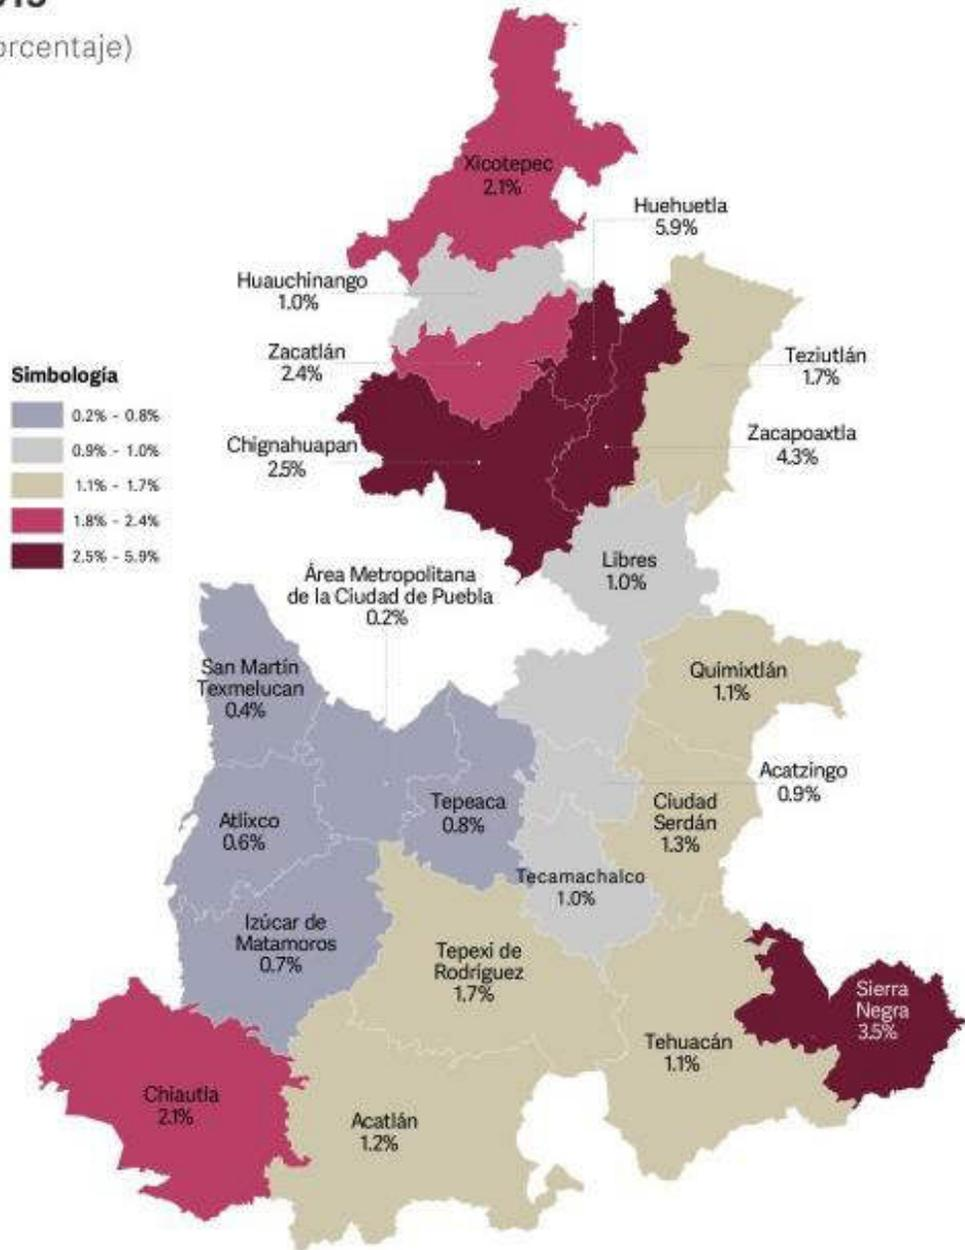 orcentaje)
Xicotepec
2.1%
Huehuetla
5.9%
Huauchinango
1.0%
Zacatlán
2.4%
Teziutlán
1.7%
Simbología
0.2% - 0.8%
0.9% - 1.0%
1.1% - 1.7%
1.8% - 2.4%
2.5% - 5.9%
Chignahuapan
2.5%
Zacapoaxtla
4.3%
Libres
1.0%
Área Metropolitana
de la Ciudad de Puebla
0.2%
San Martín
Texmelucan
0.4%
Quimixtlán
1.1%
Acatzingo
0.9%
Atlixco
0.6%
Tepeaca
0.8%
Ciudad
Serdán
1.3%
Tecamachalco
1.0%
Izúcar de
Matamoros
0.7%
Tepexi de
Rodríguez
1.7%
Sierra
Negra
3.5%
Tehuacán
1.1%
Chiautla
2.1%
Acatlán
1.2%